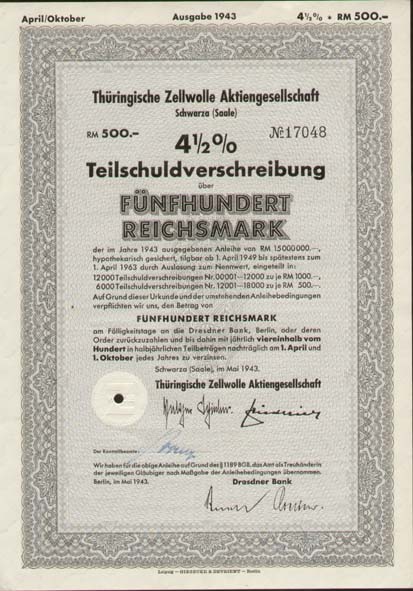 April/Oktober
Ausgabe 1943
4½% • RM 500.–
Thüringische Zellwolle Aktiengesellschaft
Schwarza (Saale)
RM 500.–
4½%
№ 17048
Teilschuldverschreibung
über
FÜNFHUNDERT
REICHSMARK
der im Jahre 1943 ausgegebenen Anleihe von RM 15000000.–,
hypothekarisch gesichert, tilgbar ab 1. April 1949 bis spätestens zum
1. April 1963 durch Auslosung zum Nennwert, eingeteilt in:
12000 Teilschuldverschreibungen Nr. 00001–12000 zu je RM 1000.–,
6000 Teilschuldverschreibungen Nr. 12001–18000 zu je RM 500.–
Auf Grund dieser Urkunde und der umstehenden Anleihebedingungen
verpflichten wir uns, den Betrag von
FÜNFHUNDERT REICHSMARK
am Fälligkeitstage an die Dresdner Bank, Berlin, oder deren
Order zurückzuzahlen und bis dahin mit jährlich viereinhalb vom
Hundert in halbjährlichen Teilbeträgen nachträglich am 1. April und
1. Oktober jedes Jahres zu verzinsen.
Schwarza (Saale), im Mai 1943.
Thüringische Zellwolle Aktiengesellschaft
Der Kontrollbeamte:
Wir haben für die obige Anleihe auf Grund des § 1189 BGB. das Amt als Treuhänderin
der jeweiligen Gläubiger nach Maßgabe der Anleihebedingungen übernommen.
Berlin, im Mai 1943.
Dresdner Bank
Leipzig – GIESECKE & DEVRIENT – Berlin